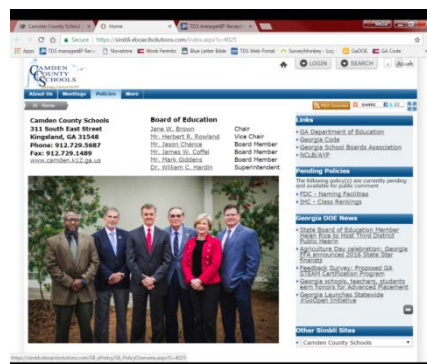 Camden County School
Home
TDS managedIP Recept
Secure
https://simbli.eboardsolutions.com/index.aspx?s=4025
Apps
TDS managedIP Rec
Novatime
Work Permits
Blue Letter Bible
TDS Web Portal
SurveyMonkey - Log
GaDOE
GA Code
CAMDEN
COUNTY
SCHOOLS
LOGIN
SEARCH
About Us
Meetings
Policies
More
Home
SHARE
Camden County Schools
311 South East Street
Kingsland, GA 31548
Phone: 912.729.5687
Fax: 912.729.1489
www.camden.k12.ga.us
Board of Education
Jane W. Brown Chair
Mr. Herbert R. Rowland Vice Chair
Mr. Jason Chance Board Member
Mr. James W. Coffel Board Member
Mr. Mark Giddens Board Member
Dr. William C. Hardin Superintendent
Links
GA Department of Education
Georgia Code
Georgia School Boards Association
NCLB/AYP
Pending Policies
The following policy(s) are currently pending
and available for public comment
FDC - Naming Facilities
IHC - Class Rankings
Georgia DOE News
State Board of Education Member
Helen Rice to Host Third District
Public Hearin
Agriculture Day celebration: Georgia
FFA announces 2016 State Star
finalists
Feedback Survey: Proposed GA
STEAM Certification Program
Georgia schools, teachers, students
earn honors for Advanced Placement
Georgia Launches Statewide
#GoOpen Initiative
Other Simbli Sites
Camden County Schools
https://simbli.eboardsolutions.com/SB_ePolicy/SB_PolicyOverview.aspx?S=4025